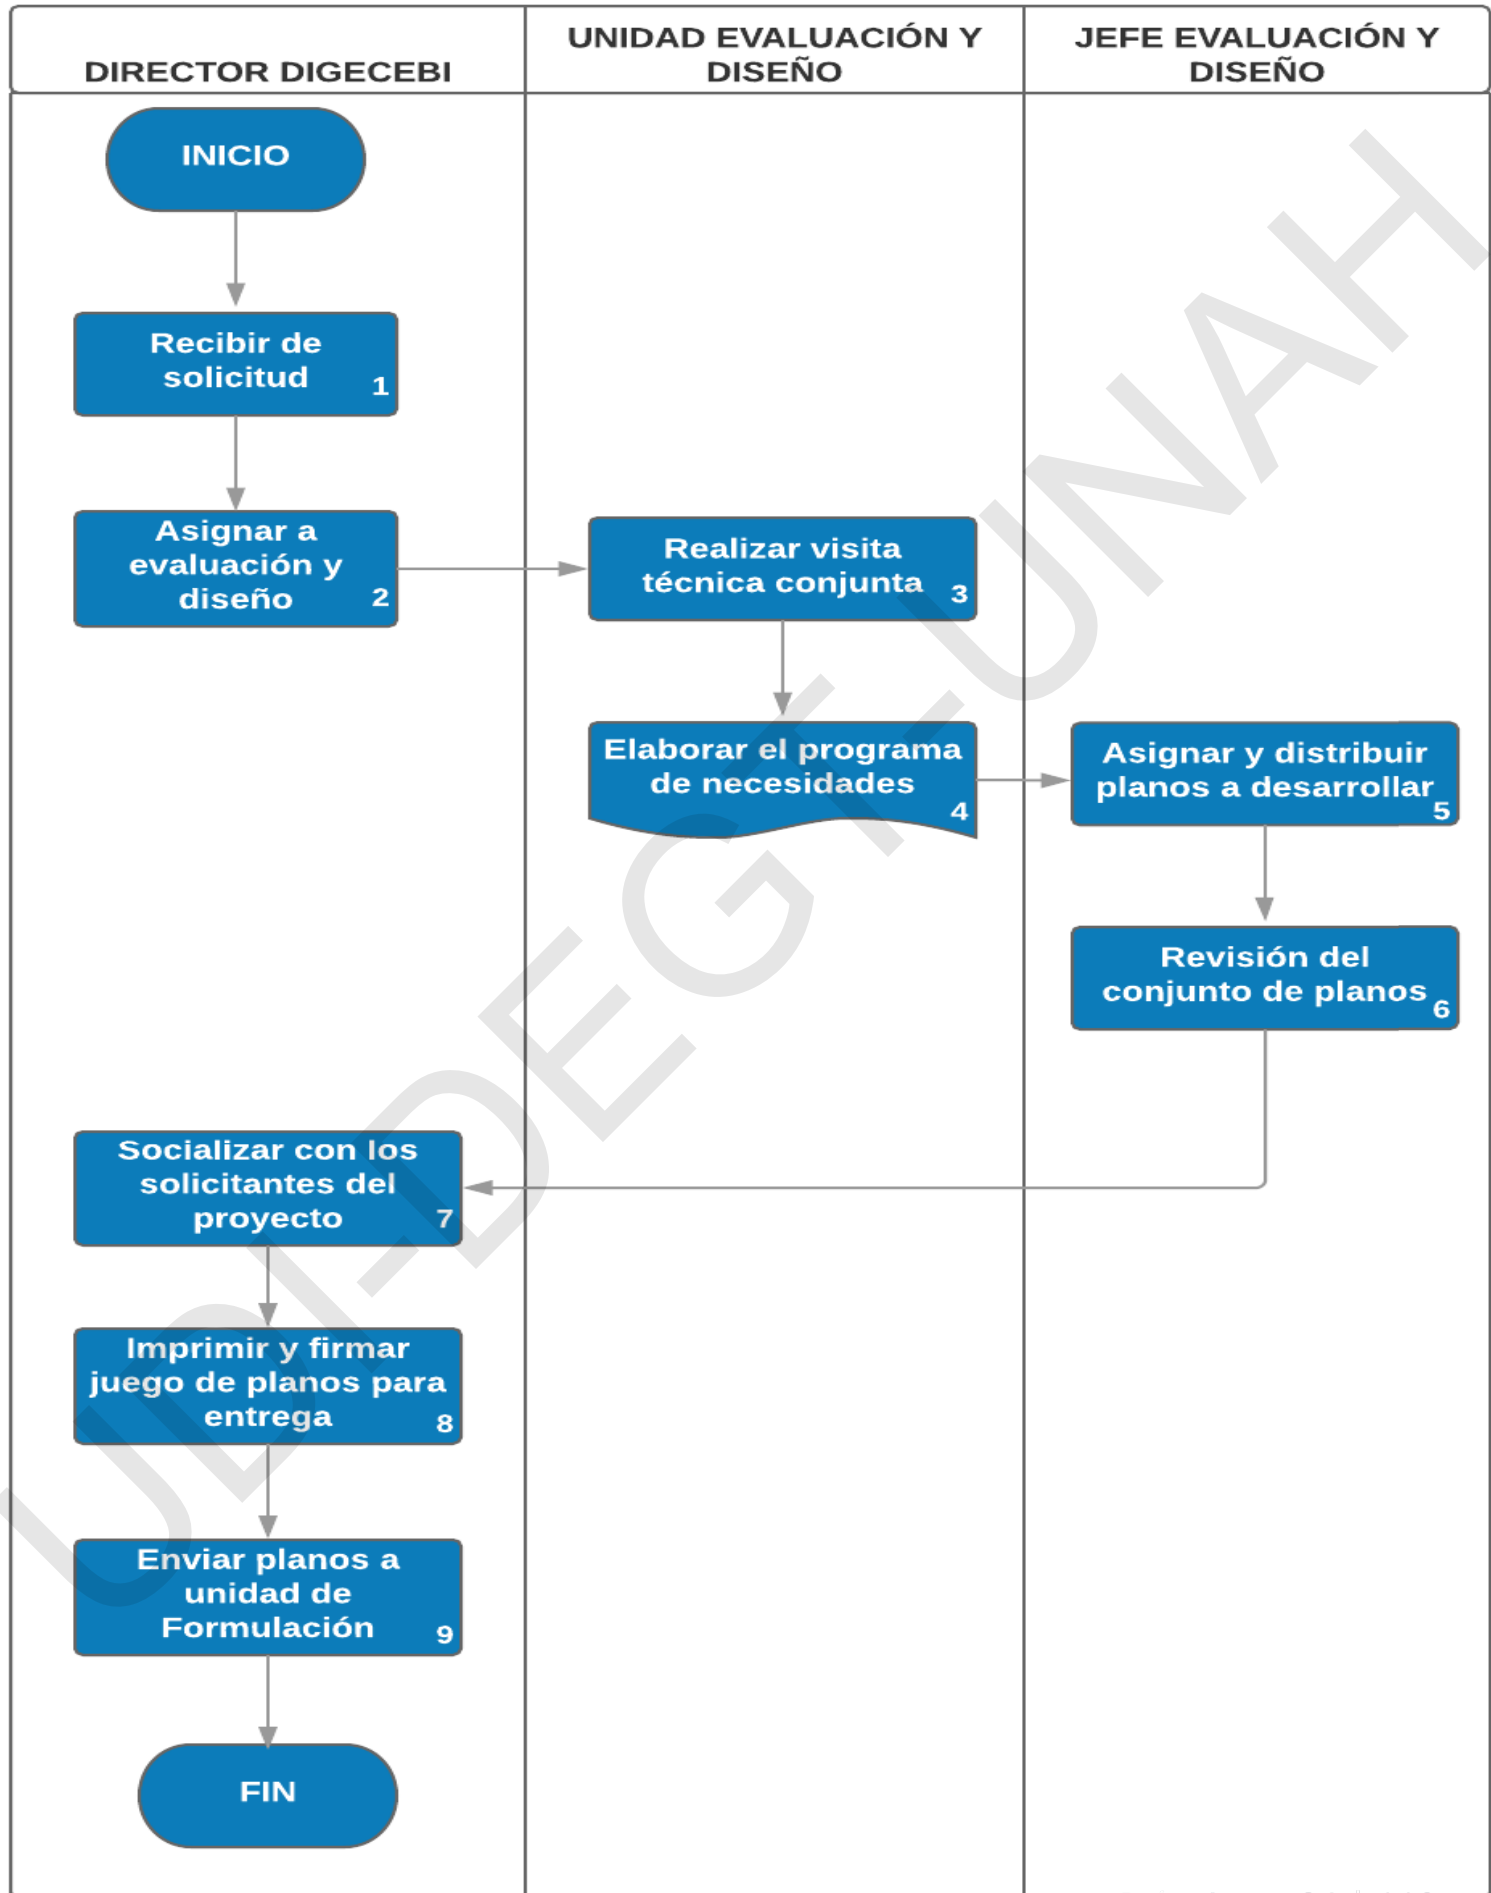 DIRECTOR DIGECEBI
UNIDAD EVALUACIÓN Y
DISEÑO
JEFE EVALUACIÓN Y
DISEÑO
INICIO
Recibir de
solicitud
1
Asignar a
evaluación y
diseño
2
Realizar visita
técnica conjunta
3
Elaborar el programa
de necesidades
4
Asignar y distribuir
planos a desarrollar
5
Revisión del
conjunto de planos
6
Socializar con los
solicitantes del
proyecto
7
Imprimir y firmar
juego de planos para
entrega
8
Enviar planos a
unidad de
Formulación
9
FIN
UDI-DEGT-UNAH